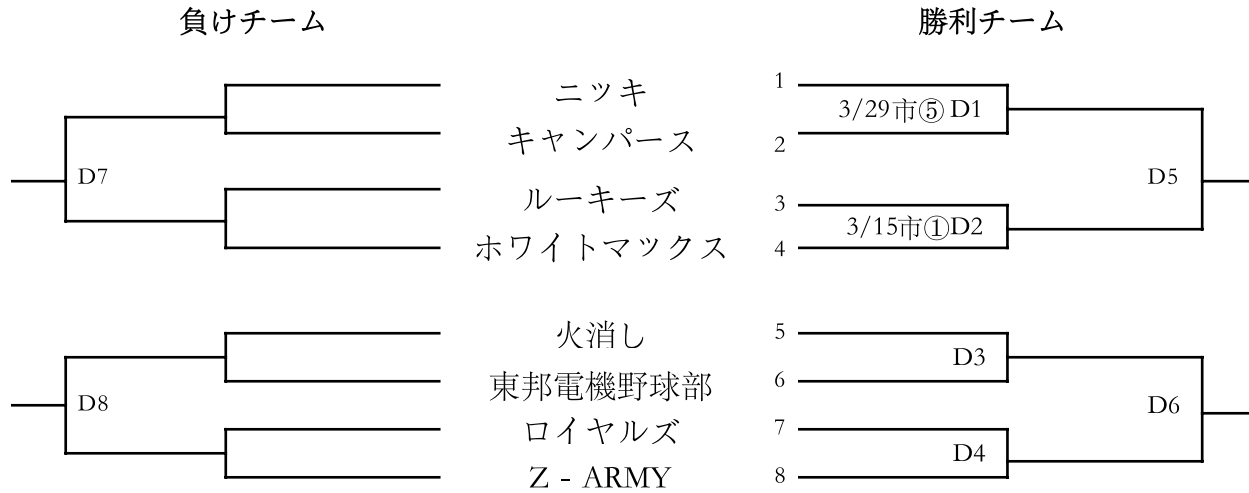 負けチーム 勝利チーム
ニツキ 1
3/29市⑤ D1
キャンパース 2
D7 D5
ルーキーズ 3
3/15市①D2
ホワイトマックス 4
火消し 5
D3
東邦電機野球部 6
D8 D6
ロイヤルズ 7
D4
Z - ARMY 8